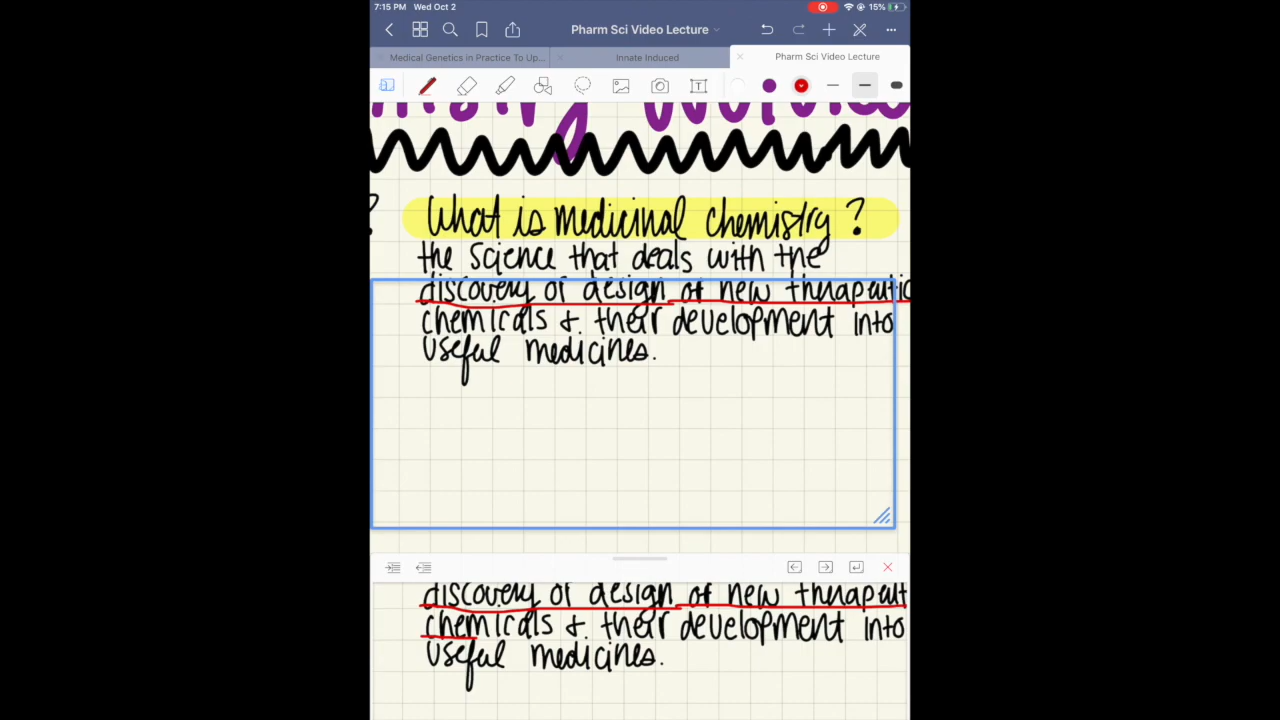 7:15 PM Wed Oct 2
15%
Pharm Sci Video Lecture
Medical Genetics in Practice To Up...
Innate Induced
Pharm Sci Video Lecture
?
What is medicinal chemistry?
the science that deals with the
discovery or design of new therapeutic
chemicals & their development into
useful medicines.
discovery or design of new therapeut
chemicals & their development into
useful medicines.